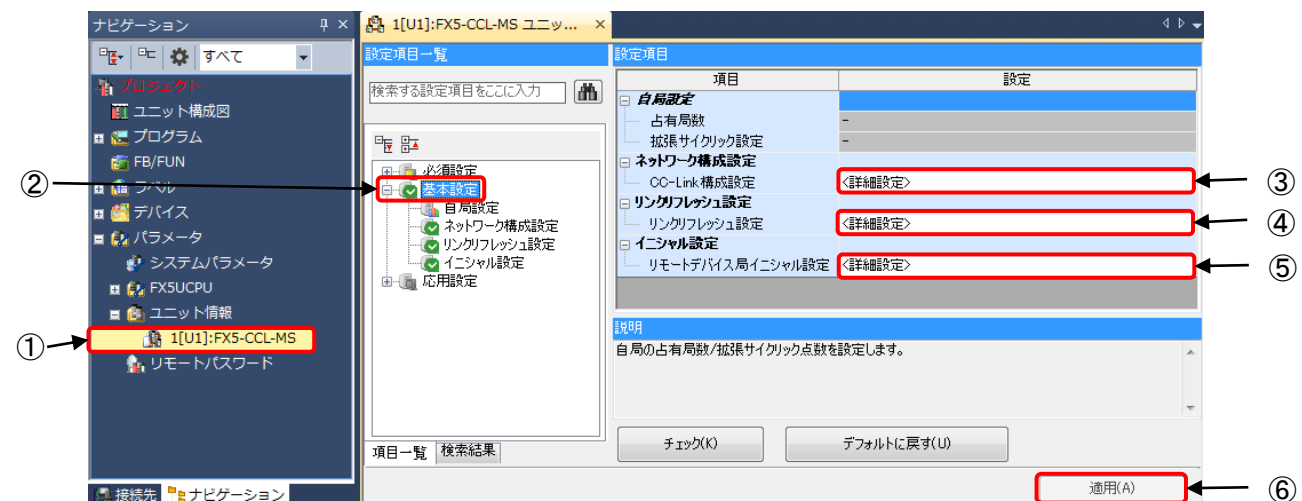 ナビゲーション
すべて
プロジェクト
ユニット構成図
プログラム
FB/FUN
ラベル
デバイス
パラメータ
システムパラメータ
FX5UCPU
ユニット情報
1[U1]:FX5-CCL-MS
リモートパスワード
接続先
ナビゲーション
①
②
1[U1]:FX5-CCL-MS ユニッ...
設定項目一覧
検索する設定項目をここに入力
必須設定
基本設定
自局設定
ネットワーク構成設定
リンクリフレッシュ設定
イニシャル設定
応用設定
項目一覧 検索結果
設定項目
項目 設定
自局設定
占有局数 -
拡張サイクリック設定 -
ネットワーク構成設定
CC-Link 構成設定 <詳細設定>
リンクリフレッシュ設定
リンクリフレッシュ設定 <詳細設定>
イニシャル設定
リモートデバイス局イニシャル設定 <詳細設定>
説明
自局の占有局数/拡張サイクリック点数を設定します。
チェック(K) デフォルトに戻す(U)
適用(A)
③
④
⑤
⑥